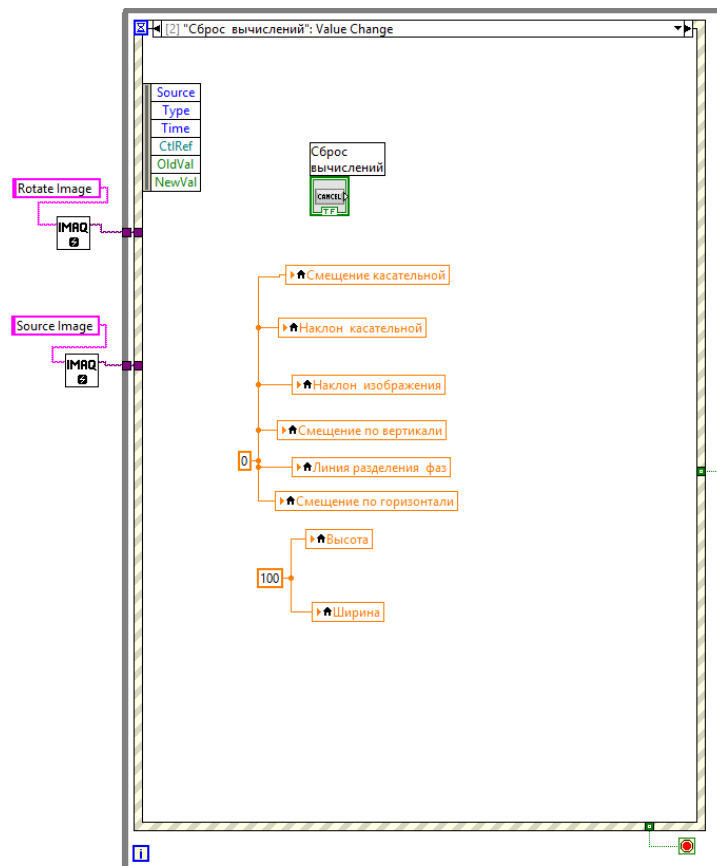 [2] "Сброс вычислений": Value Change
Source
Type
Time
CtlRef
OldVal
NewVal
Сброс
вычислений
CANCEL
TF
Rotate Image
IMAQ
Source Image
IMAQ
Смещение касательной
Наклон касательной
Наклон изображения
Смещение по вертикали
0
Линия разделения фаз
Смещение по горизонтали
Высота
100
Ширина
i